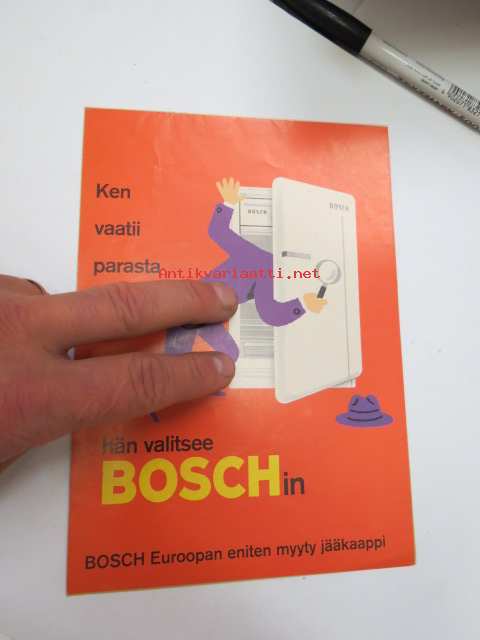 Ken
vaatii
parasta
BOSCH
BOSCH
Antikvariaatti.net
hän valitsee
BOSCHin
BOSCH Euroopan eniten myyty jääkaappi